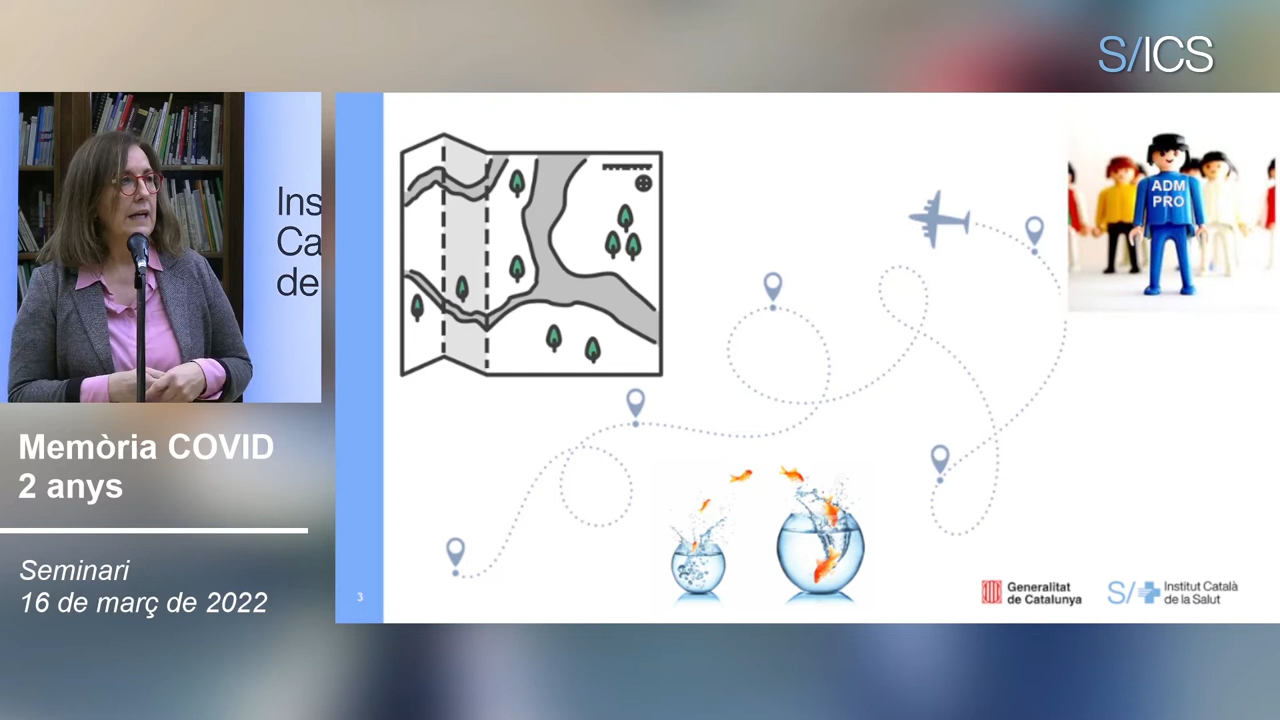 S/ICS
Ins
Ca
de
Memòria COVID
2 anys
Seminari
16 de març de 2022
ADM
PRO
3
Generalitat
de Catalunya
S/
Institut Català
de la Salut